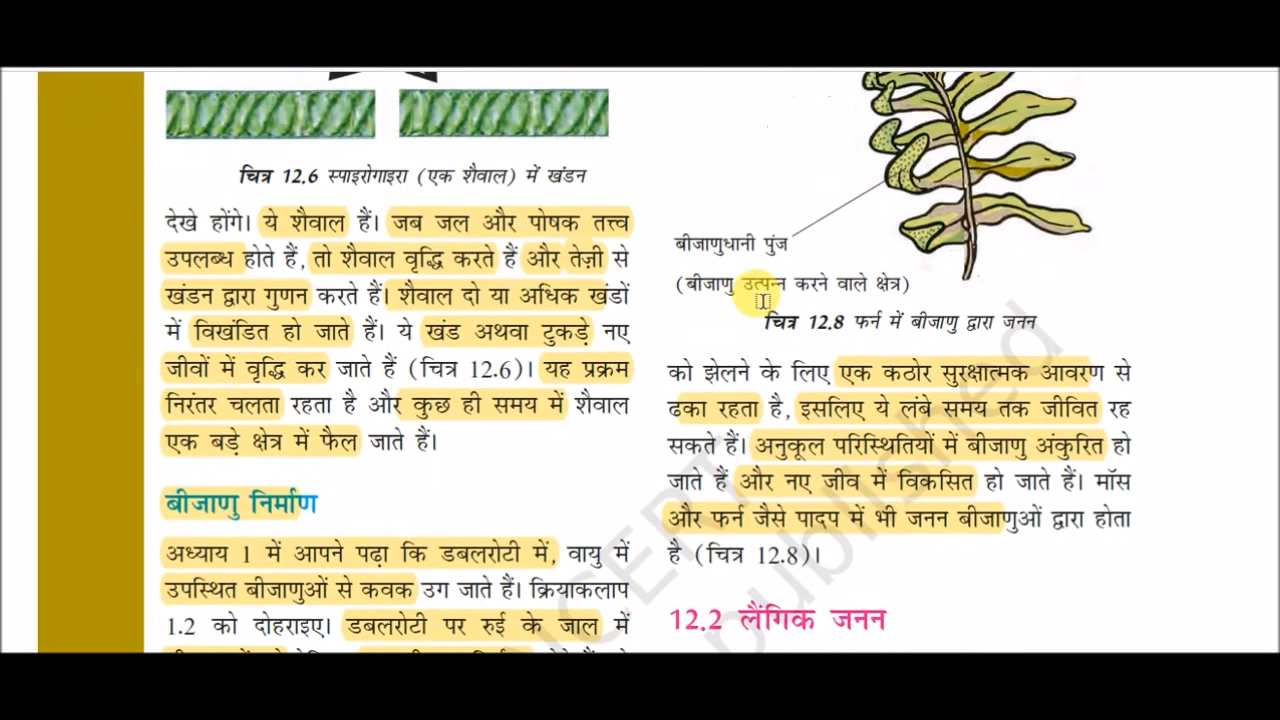 चित्र 12.6 स्पाइरोगाइरा (एक शैवाल) में खंडन
देखे होंगे। ये शैवाल हैं। जब जल और पोषक तत्त्व
उपलब्ध होते हैं, तो शैवाल वृद्धि करते हैं और तेज़ी से
खंडन द्वारा गुणन करते हैं। शैवाल दो या अधिक खंडों
में विखंडित हो जाते हैं। ये खंड अथवा टुकड़े नए
जीवों में वृद्धि कर जाते हैं (चित्र 12.6)। यह प्रक्रम
निरंतर चलता रहता है और कुछ ही समय में शैवाल
एक बड़े क्षेत्र में फैल जाते हैं।
बीजाणु निर्माण
अध्याय 1 में आपने पढ़ा कि डबलरोटी में, वायु में
उपस्थित बीजाणुओं से कवक उग जाते हैं। क्रियाकलाप
1.2 को दोहराइए। डबलरोटी पर रुई के जाल में
बीजाणुधानी पुंज
(बीजाणु उत्पन्न करने वाले क्षेत्र)
चित्र 12.8 फर्न में बीजाणु द्वारा जनन
को झेलने के लिए एक कठोर सुरक्षात्मक आवरण से
ढका रहता है, इसलिए ये लंबे समय तक जीवित रह
सकते हैं। अनुकूल परिस्थितियों में बीजाणु अंकुरित हो
जाते हैं और नए जीव में विकसित हो जाते हैं। मॉस
और फर्न जैसे पादप में भी जनन बीजाणुओं द्वारा होता
है (चित्र 12.8)।
12.2 लैंगिक जनन
NCERT
published